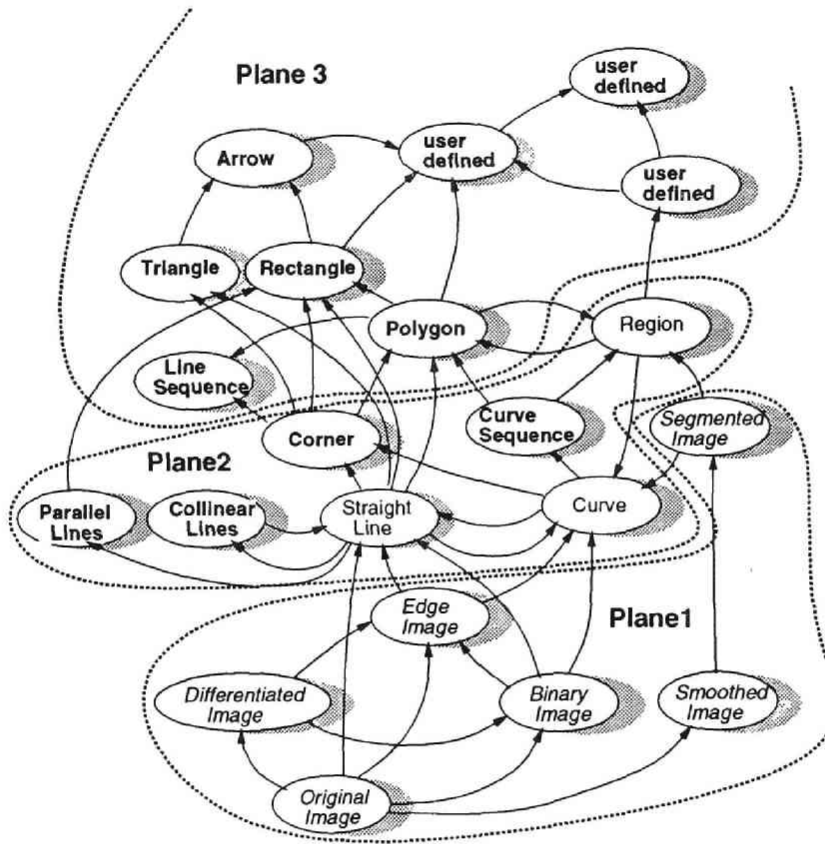 Plane 3
user
defined
Arrow
user
defined
user
defined
Triangle
Rectangle
Polygon
Region
Line
Sequence
Corner
Curve
Sequence
Segmented
Image
Plane2
Parallel
Lines
Collinear
Lines
Straight
Line
Curve
Edge
Image
Plane1
Differentiated
Image
Binary
Image
Smoothed
Image
Original
Image